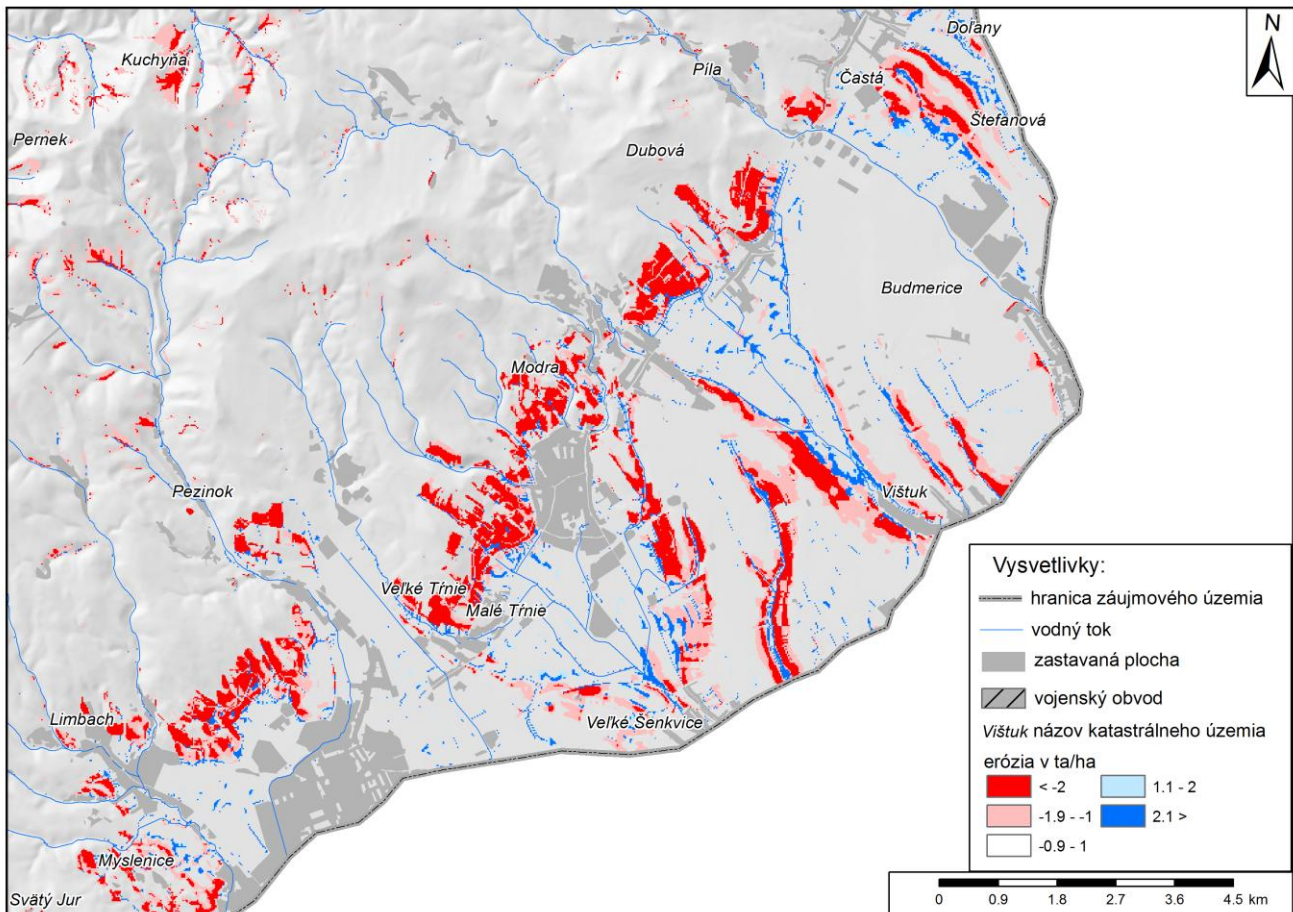 N
Doľany
Kuchyňa
Píla
Častá
Štefanová
Pernek
Dubová
Budmerice
Modra
Pezinok
Vištuk
Veľké Tŕnie
Malé Tŕnie
Limbach
Veľké Šenkvice
Myslenice
Svätý Jur
Vysvetlivky:
hranica záujmového územia
vodný tok
zastavaná plocha
vojenský obvod
Vištuk názov katastrálneho územia
erózia v ta/ha
< -2 1.1 - 2
-1.9 - -1 2.1 >
-0.9 - 1
0 0.9 1.8 2.7 3.6 4.5 km